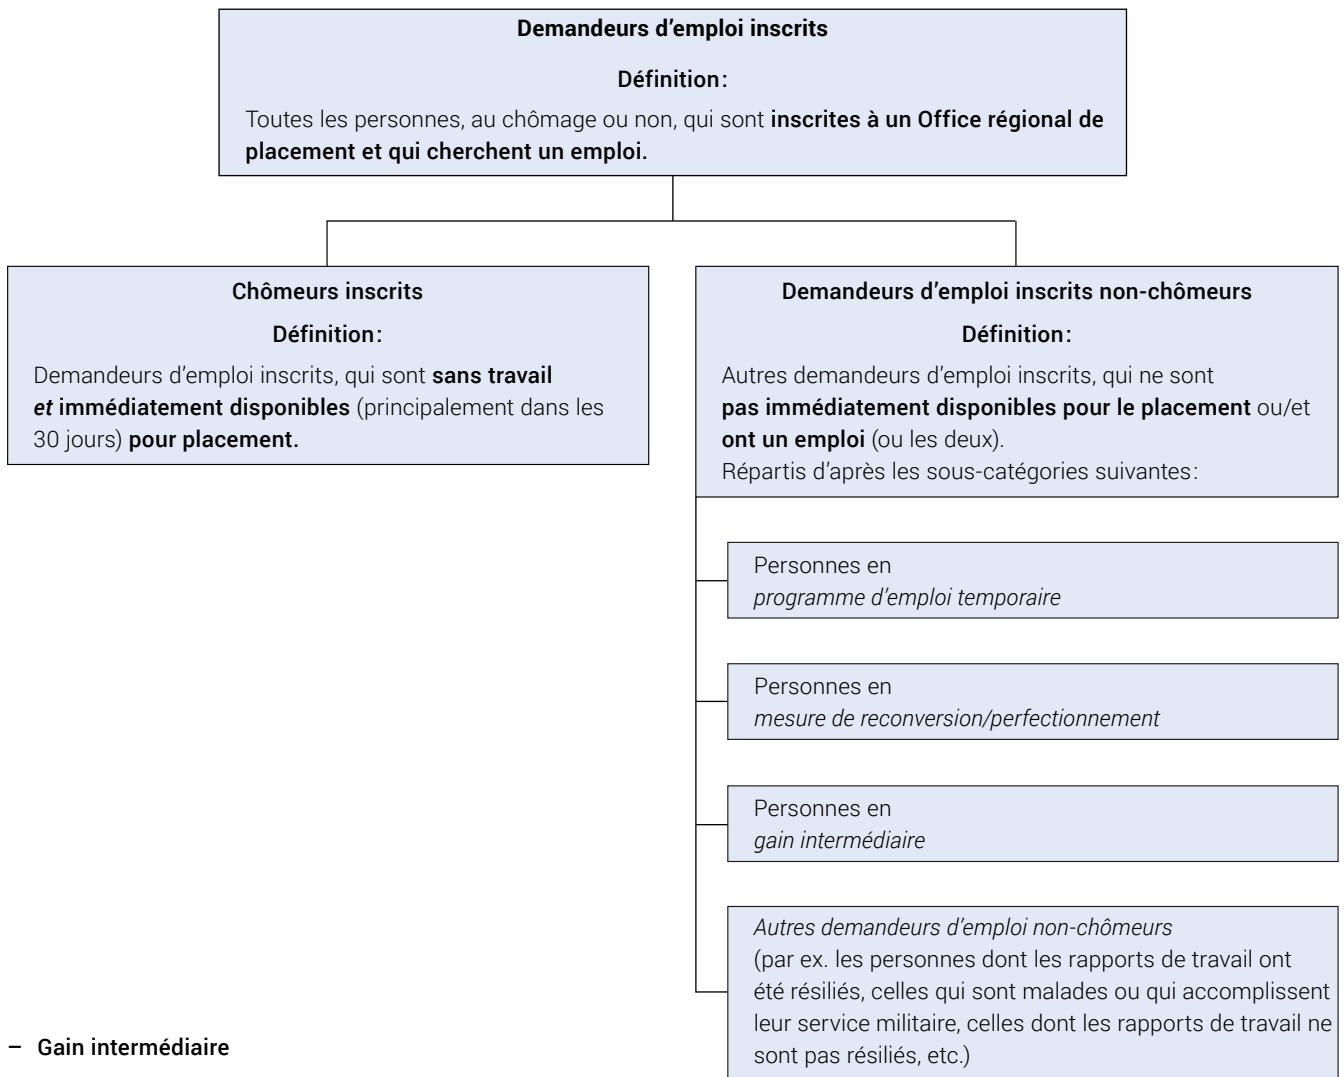 Demandeurs d'emploi inscrits
Définition:
Toutes les personnes, au chômage ou non, qui sont inscrites à un Office régional de
placement et qui cherchent un emploi.
Chômeurs inscrits
Définition:
Demandeurs d'emploi inscrits, qui sont sans travail
et immédiatement disponibles (principalement dans les
30 jours) pour placement.
Demandeurs d'emploi inscrits non-chômeurs
Définition:
Autres demandeurs d'emploi inscrits, qui ne sont
pas immédiatement disponibles pour le placement ou/et
ont un emploi (ou les deux).
Répartis d'après les sous-catégories suivantes:
Personnes en
programme d'emploi temporaire
Personnes en
mesure de reconversion/perfectionnement
Personnes en
gain intermédiaire
Autres demandeurs d'emploi non-chômeurs
(par ex. les personnes dont les rapports de travail ont
été résiliés, celles qui sont malades ou qui accomplissent
leur service militaire, celles dont les rapports de travail ne
sont pas résiliés, etc.)
– Gain intermédiaire